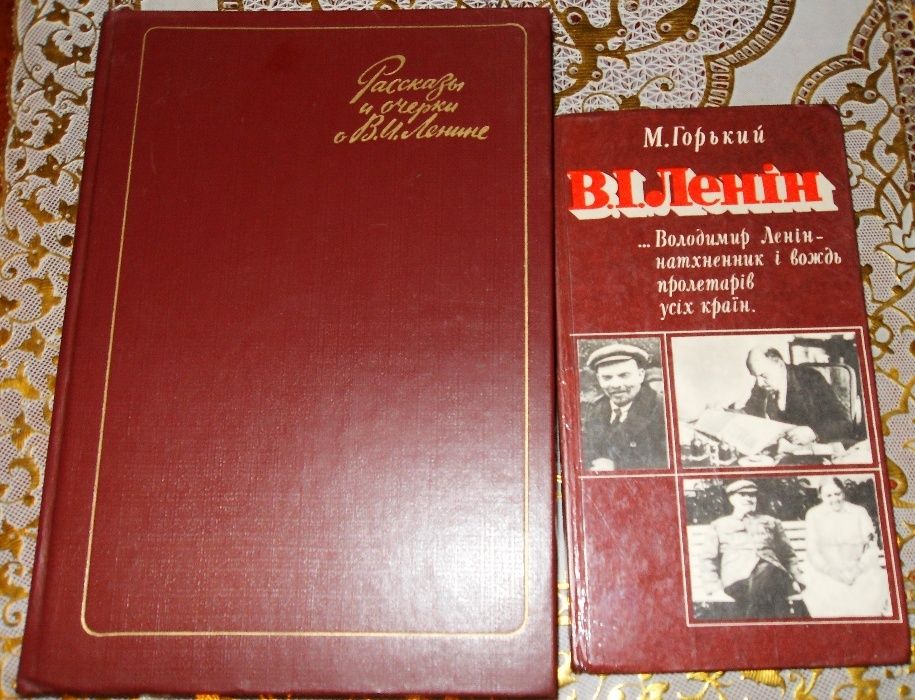 Рассказы
и очерки
о В.И.Ленине
М.Горький
В.І.Ленін
... Володимир Ленін-
натхненник і вождь
пролетарів
усіх країн.